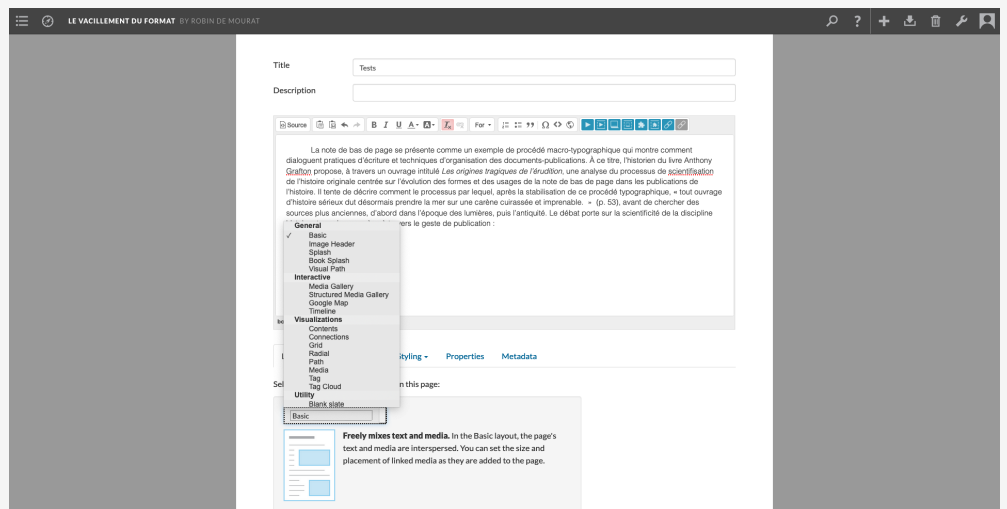 LE VACILLEMENT DU FORMAT BY ROBIN DE MOURAT
Title
Tests
Description
Source
B I U A A For
La note de bas de page se présente comme un exemple de procédé macro-typographique qui montre comment
dialoguent pratiques d'écriture et techniques d'organisation des documents-publications. À ce titre, l'historien du livre Anthony
Grafton propose, à travers un ouvrage intitulé Les origines tragiques de l'érudition, une analyse du processus de scientifisation
de l'histoire originale centrée sur l'évolution des formes et des usages de la note de bas de page dans les publications de
l'histoire. Il tente de décrire comment le processus par lequel, après la stabilisation de ce procédé typographique, « tout ouvrage
d'histoire sérieux dut désormais prendre la mer sur une carène cuirassée et imprenable. » (p. 53), avant de chercher des
sources plus anciennes, d'abord dans l'époque des lumières, puis l'antiquité. Le débat porte sur la scientificité de la discipline
vers le geste de publication :
General
✓ Basic
Image Header
Splash
Book Splash
Visual Path
Interactive
Media Gallery
Structured Media Gallery
Google Map
Timeline
Visualizations
Contents
Connections
Grid
Radial
Path
Media
Tag
Tag Cloud
Utility
Blank slate
Styling Properties Metadata
Sel n this page:
Basic
Freely mixes text and media. In the Basic layout, the page's
text and media are interspersed. You can set the size and
placement of linked media as they are added to the page.